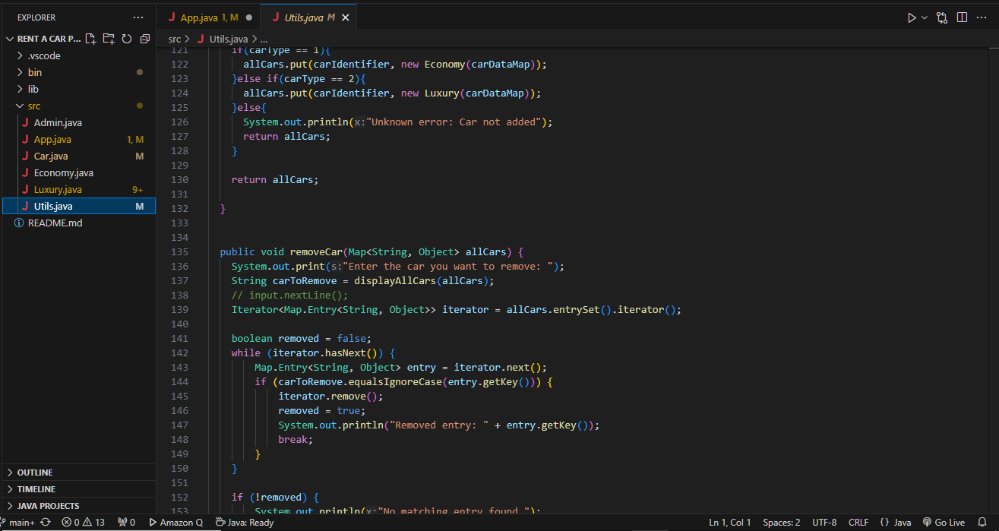 EXPLORER
RENT A CAR P...
.vscode
bin
lib
src
J Admin.java
J App.java 1, M
J Car.java M
J Economy.java
J Luxury.java 9+
J Utils.java M
README.md
OUTLINE
TIMELINE
JAVA PROJECTS
J App.java 1, M
J Utils.java M
src > J Utils.java > ...
121 if(carType == 1){
122 allCars.put(carIdentifier, new Economy(carDataMap));
123 }else if(carType == 2){
124 allCars.put(carIdentifier, new Luxury(carDataMap));
125 }else{
126 System.out.println(x:"Unknown error: Car not added");
127 return allCars;
128 }
129
130 return allCars;
131
132 }
133
134
135 public void removeCar(Map<String, Object> allCars) {
136 System.out.print(s:"Enter the car you want to remove: ");
137 String carToRemove = displayAllCars(allCars);
138 // input.nextLine();
139 Iterator<Map.Entry<String, Object>> iterator = allCars.entrySet().iterator();
140
141 boolean removed = false;
142 while (iterator.hasNext()) {
143 Map.Entry<String, Object> entry = iterator.next();
144 if (carToRemove.equalsIgnoreCase(entry.getKey())) {
145 iterator.remove();
146 removed = true;
147 System.out.println("Removed entry: " + entry.getKey());
148 break;
149 }
150 }
151
152 if (!removed) {
153 System.out.println(x:"No matching entry found.");
main+ 0 13 0 Amazon Q Java: Ready Ln 1, Col 1 Spaces: 2 UTF-8 CRLF {} Java Go Live